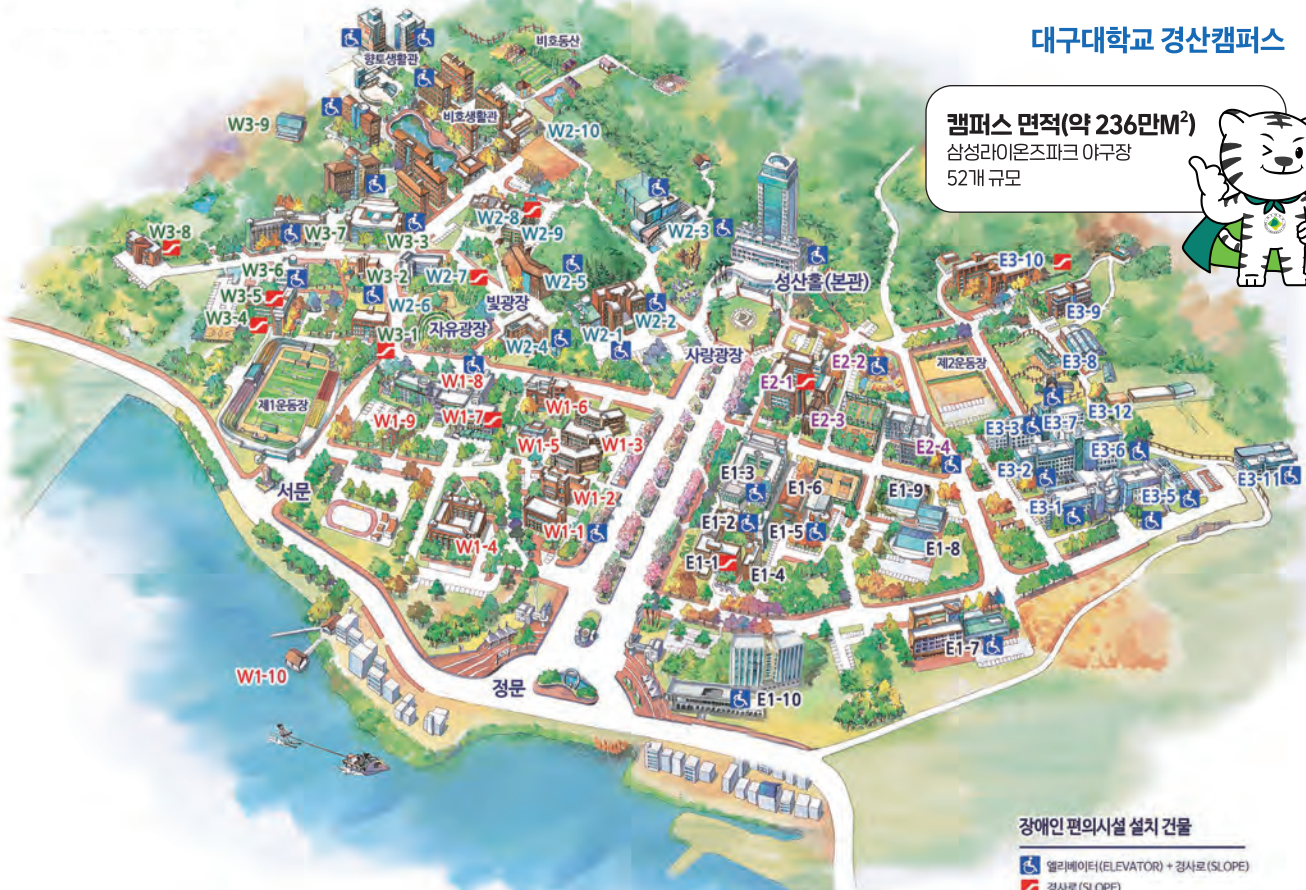 대구대학교 경산캠퍼스
캠퍼스 면적(약 236만M²)
삼성라이온즈파크 야구장
52개 규모
향토생활관
비호동산
비호생활관
W3-9
W2-10
W2-8
W2-9
W2-3
W3-8
W3-7
W3-3
W3-6
W3-2
W2-7
W2-5
성산홀(본관)
E3-10
W3-5
W2-6
빛광장
E3-9
W3-4
W3-1
자유광장
W2-4
W2-1
W2-2
사랑광장
E2-2
제2운동장
E3-8
W1-8
E2-1
제1운동장
W1-9
W1-7
W1-6
E2-3
E3-12
W1-5
W1-3
E2-4
E3-3
E3-7
E3-6
E1-3
E1-6
E1-9
E3-2
E3-11
서문
W1-2
E3-1
E3-5
W1-1
E1-2
E1-5
W1-4
E1-8
E1-1
E1-4
E1-7
W1-10
정문
E1-10
장애인 편의시설 설치 건물
엘리베이터(ELEVATOR) + 경사로(SLOPE)
경사로(SLOPE)